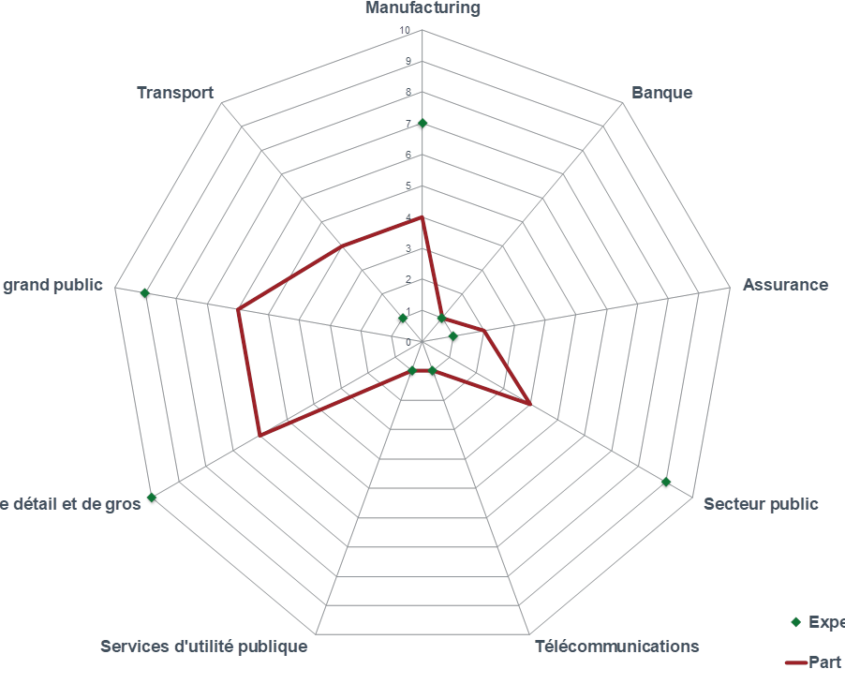 Manufacturing
10
9
8
7
6
5
4
3
2
1
0
Transport
Banque
grand public
Assurance
e détail et de gros
Secteur public
Services d'utilité publique
Télécommunications
Expe
Part